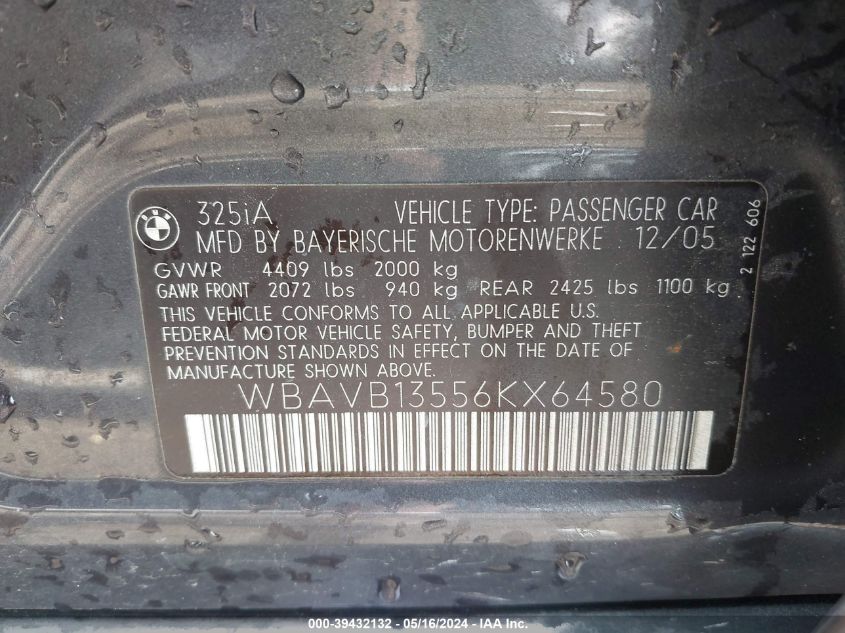 BMW
325iA VEHICLE TYPE: PASSENGER CAR
MFD BY BAYERISCHE MOTORENWERKE 12/05
GVWR 4409 lbs 2000 kg
GAWR FRONT 2072 lbs 940 kg REAR 2425 lbs 1100 kg
THIS VEHICLE CONFORMS TO ALL APPLICABLE U.S.
FEDERAL MOTOR VEHICLE SAFETY, BUMPER AND THEFT
PREVENTION STANDARDS IN EFFECT ON THE DATE OF
MANUFACTURE SHOWN ABOVE.
WBAVB13556KX64580
2 122 606
000-39432132 - 05/16/2024 - IAA Inc.